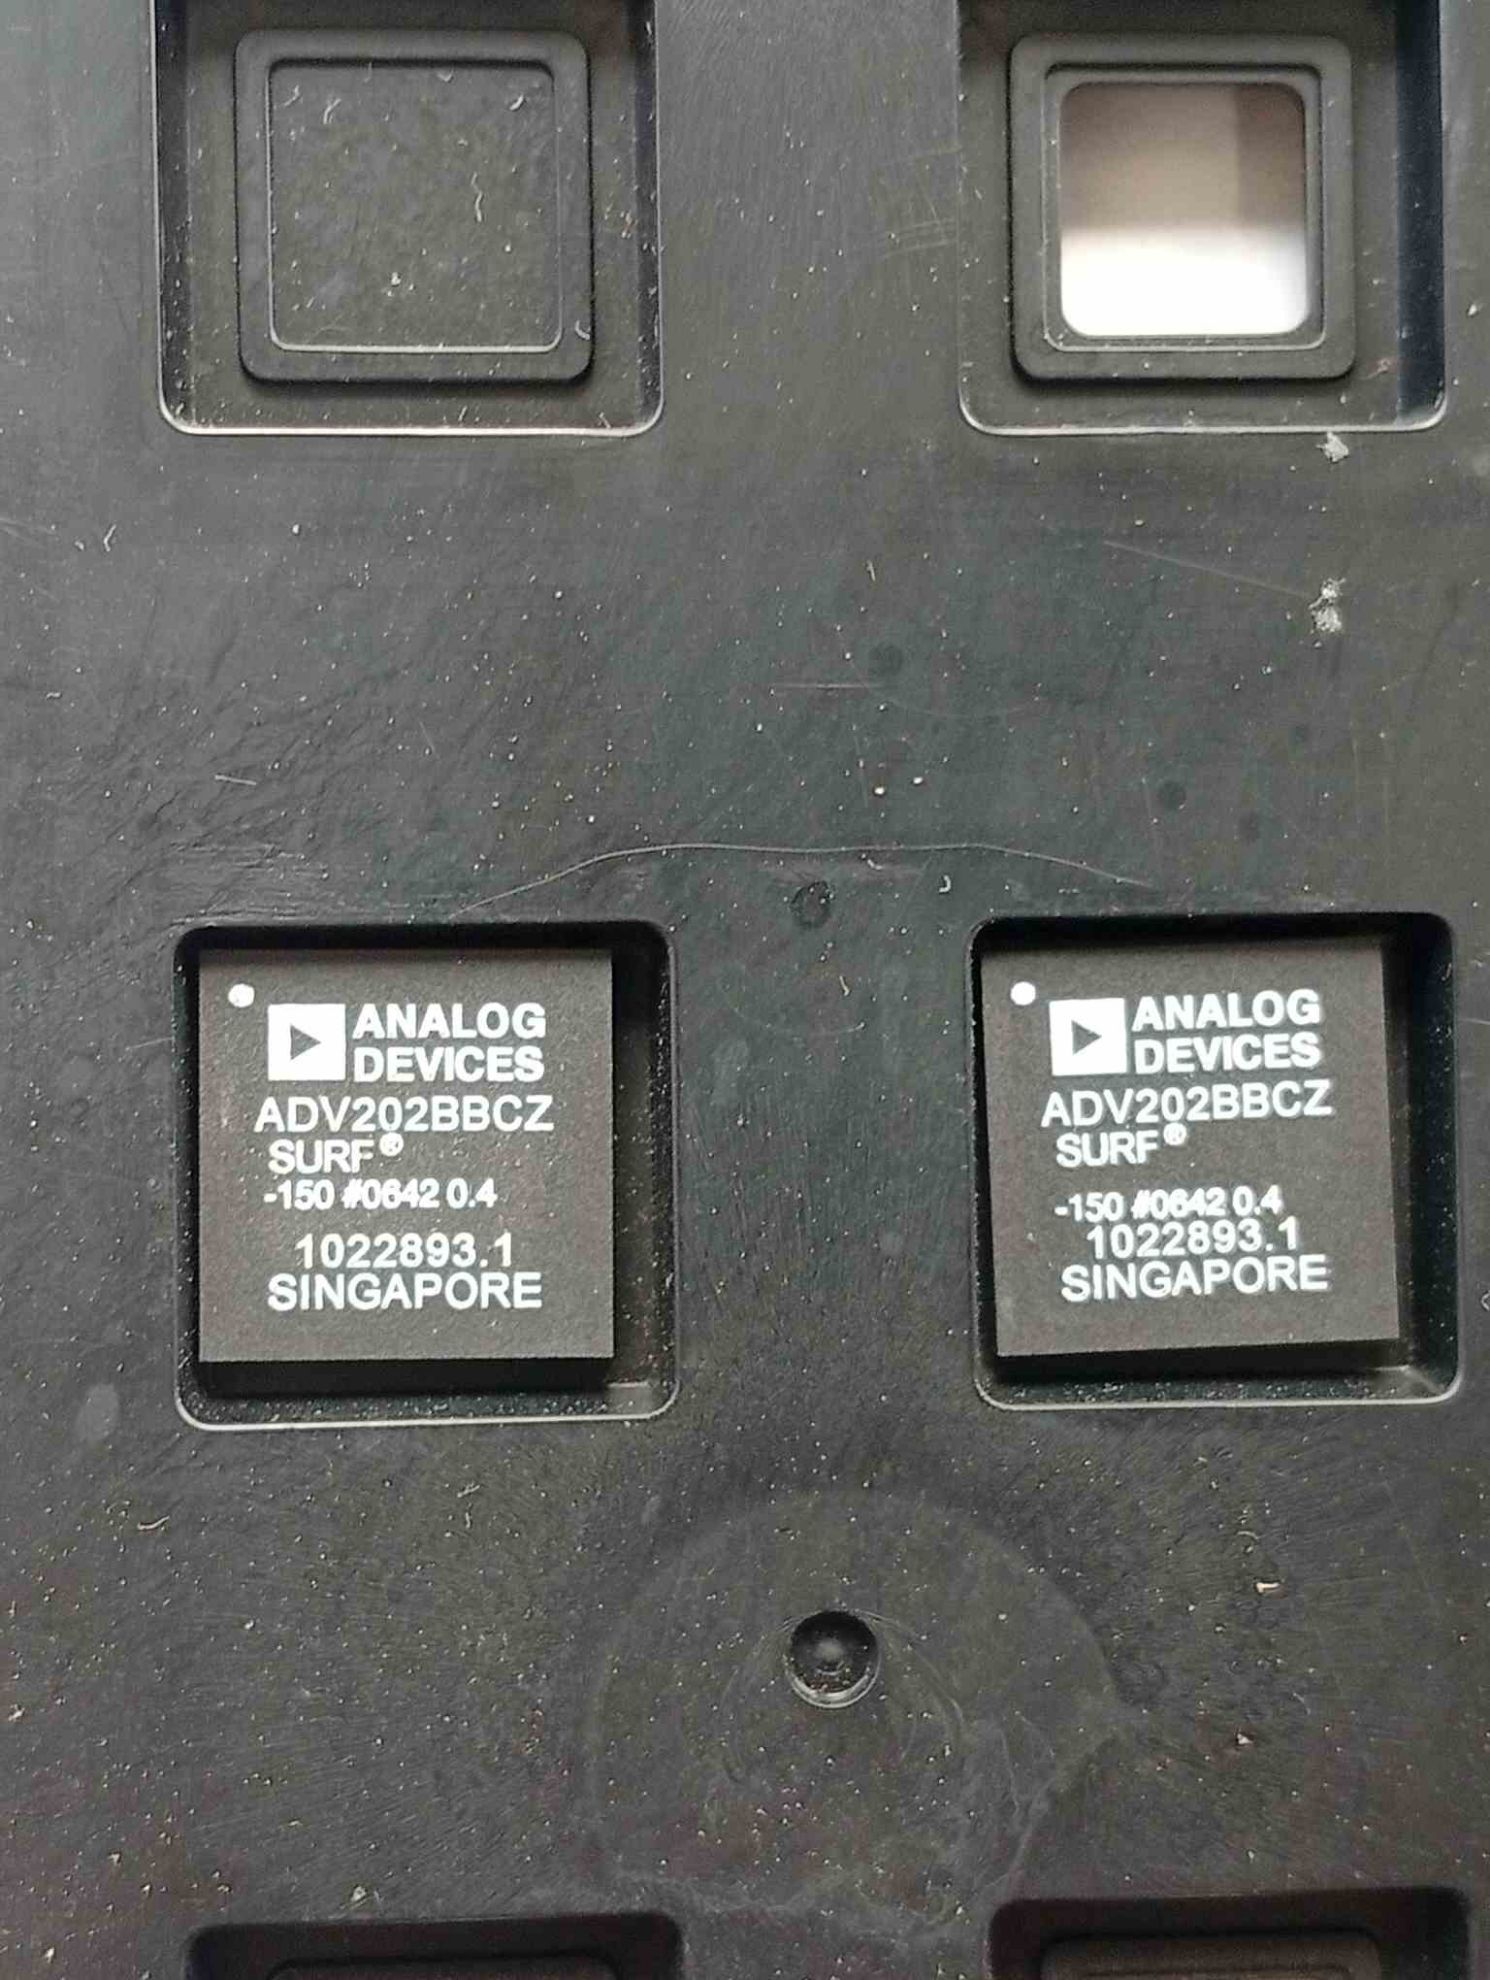 ANALOG
DEVICES
ADV202BBCZ
SURF®
-150 #0642 0.4
1022893.1
SINGAPORE
ANALOG
DEVICES
ADV202BBCZ
SURF®
-150 #0642 0.4
1022893.1
SINGAPORE